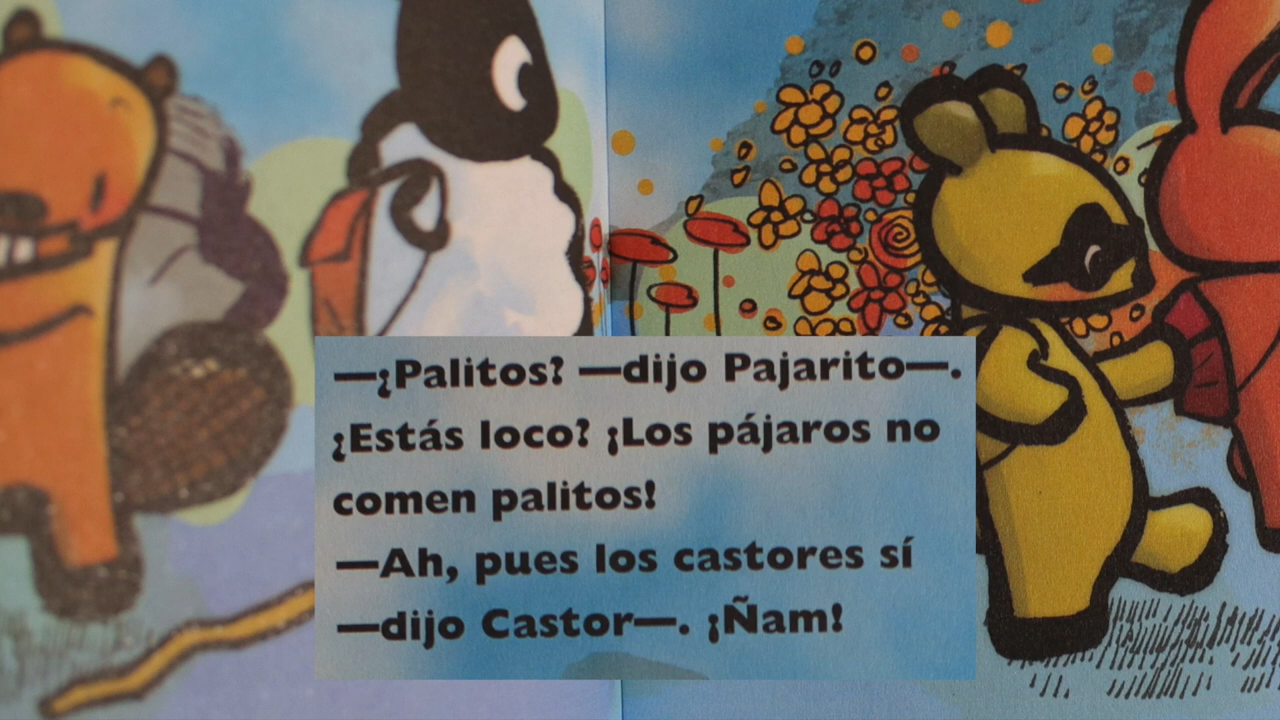 —¿Palitos? —dijo Pajarito—.
¿Estás loco? ¡Los pájaros no
comen palitos!
—Ah, pues los castores sí
—dijo Castor—. ¡Ñam!